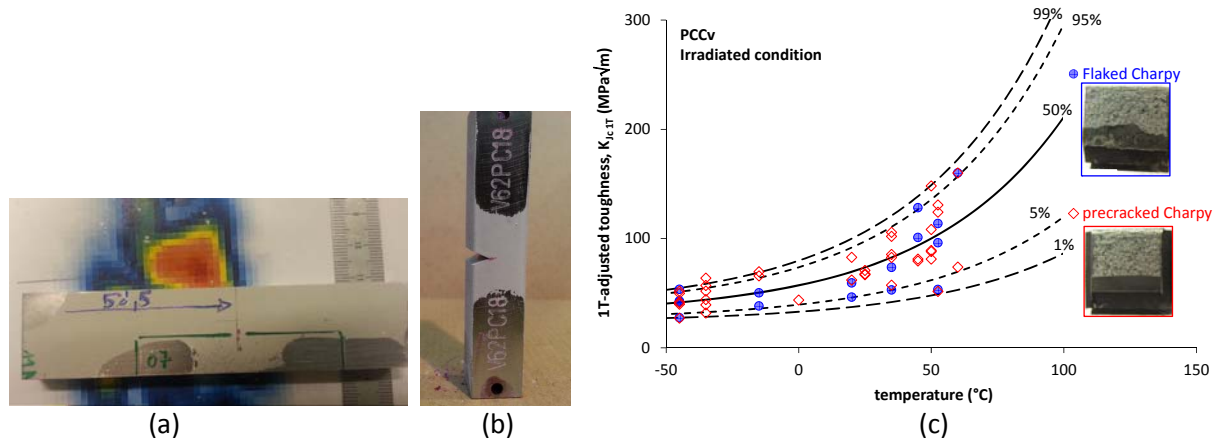 50,5
07
(a)
V62PC18
V62PC18
(b)
1T-adjusted toughness, K_Jc 1T (MPa√m)
300
200
100
0
-50
0
50
100
150
temperature (°C)
PCCv
Irradiated condition
99%
95%
50%
5%
1%
Flaked Charpy
precracked Charpy
(c)